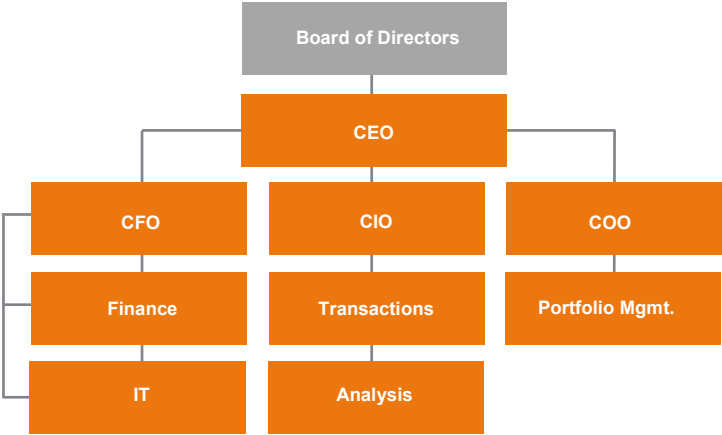 Board of Directors
CEO
CFO
CIO
COO
Finance
Transactions
Portfolio Mgmt.
IT
Analysis